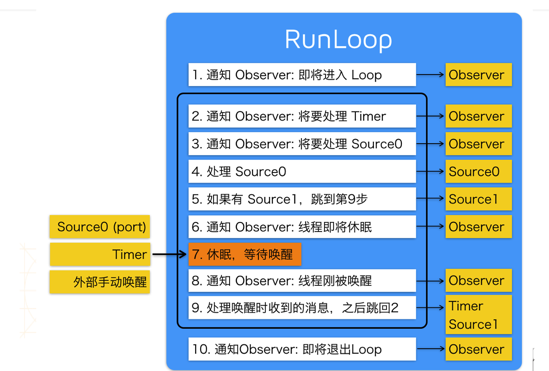 RunLoop
1. 通知 Observer: 即将进入 Loop
Observer
2. 通知 Observer: 将要处理 Timer
Observer
3. 通知 Observer: 将要处理 Source0
Observer
4. 处理 Source0
Source0
5. 如果有 Source1，跳到第9步
Source1
Source0 (port)
6. 通知 Observer: 线程即将休眠
Observer
Timer
7. 休眠，等待唤醒
外部手动唤醒
8. 通知 Observer: 线程刚被唤醒
Observer
9. 处理唤醒时收到的消息，之后跳回2
Timer
Source1
10. 通知Observer: 即将退出Loop
Observer